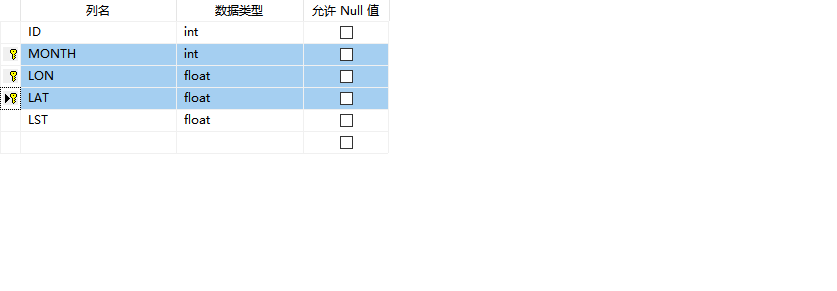 列名 数据类型 允许 Null 值
ID int
MONTH int
LON float
LAT float
LST float